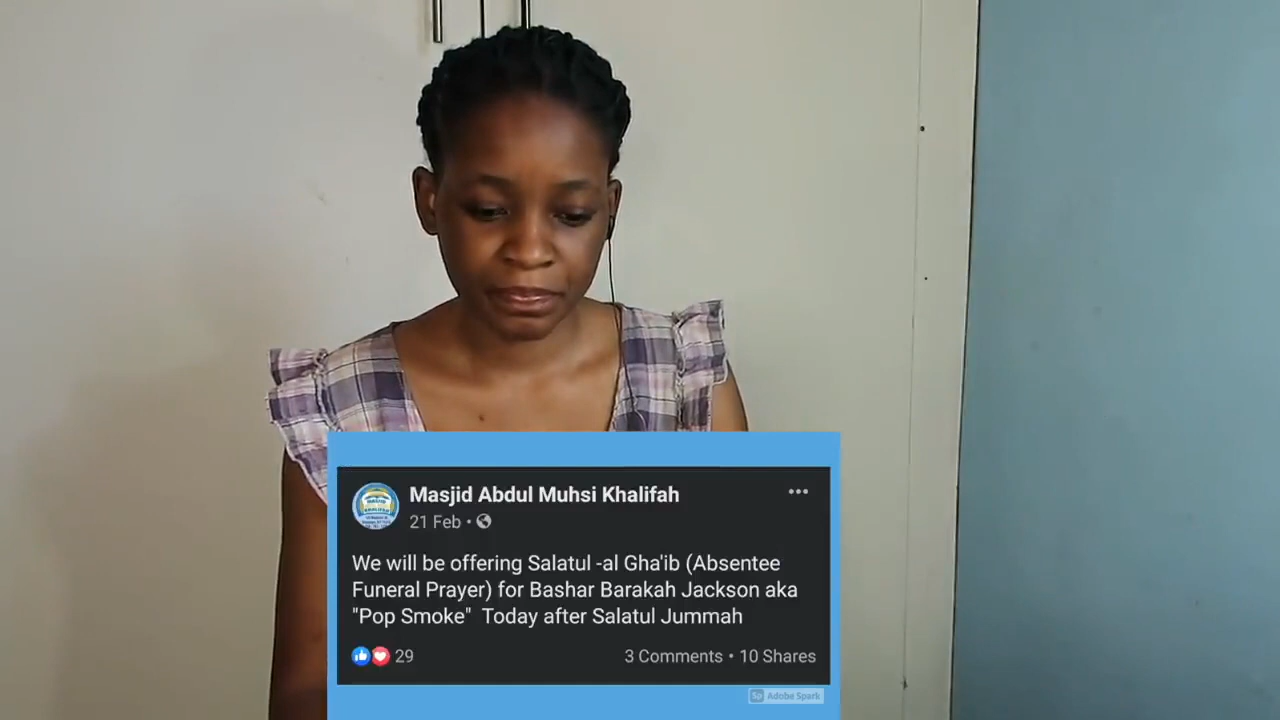 Masjid Abdul Muhsi Khalifah
21 Feb
We will be offering Salatul -al Gha'ib (Absentee
Funeral Prayer) for Bashar Barakah Jackson aka
"Pop Smoke"  Today after Salatul Jummah
29
3 Comments • 10 Shares
Sp Adobe Spark